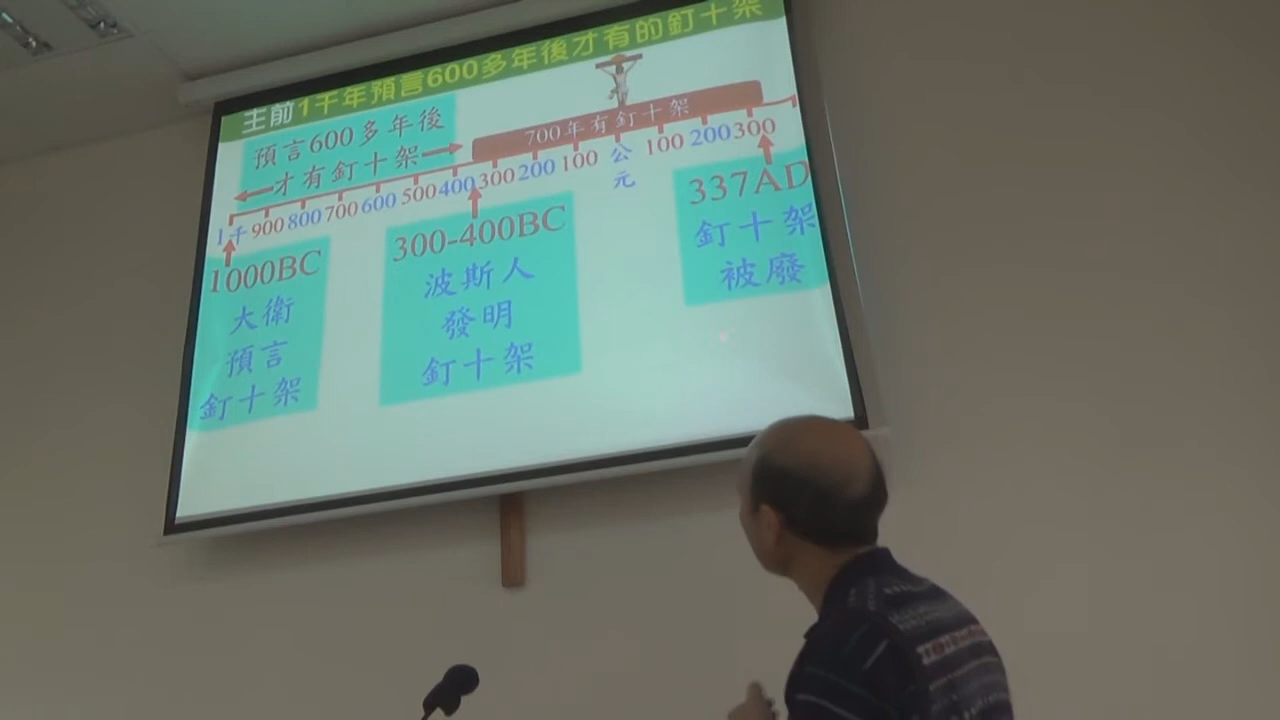 主前1千年預言600多年後才有的釘十架
預言600多年後
才有釘十架
700年有釘十架
1千 900 800 700 600 500 400 300 200 100 公元 100 200 300
1000BC
大衛
預言
釘十架
300-400BC
波斯人
發明
釘十架
337AD
釘十架
被廢